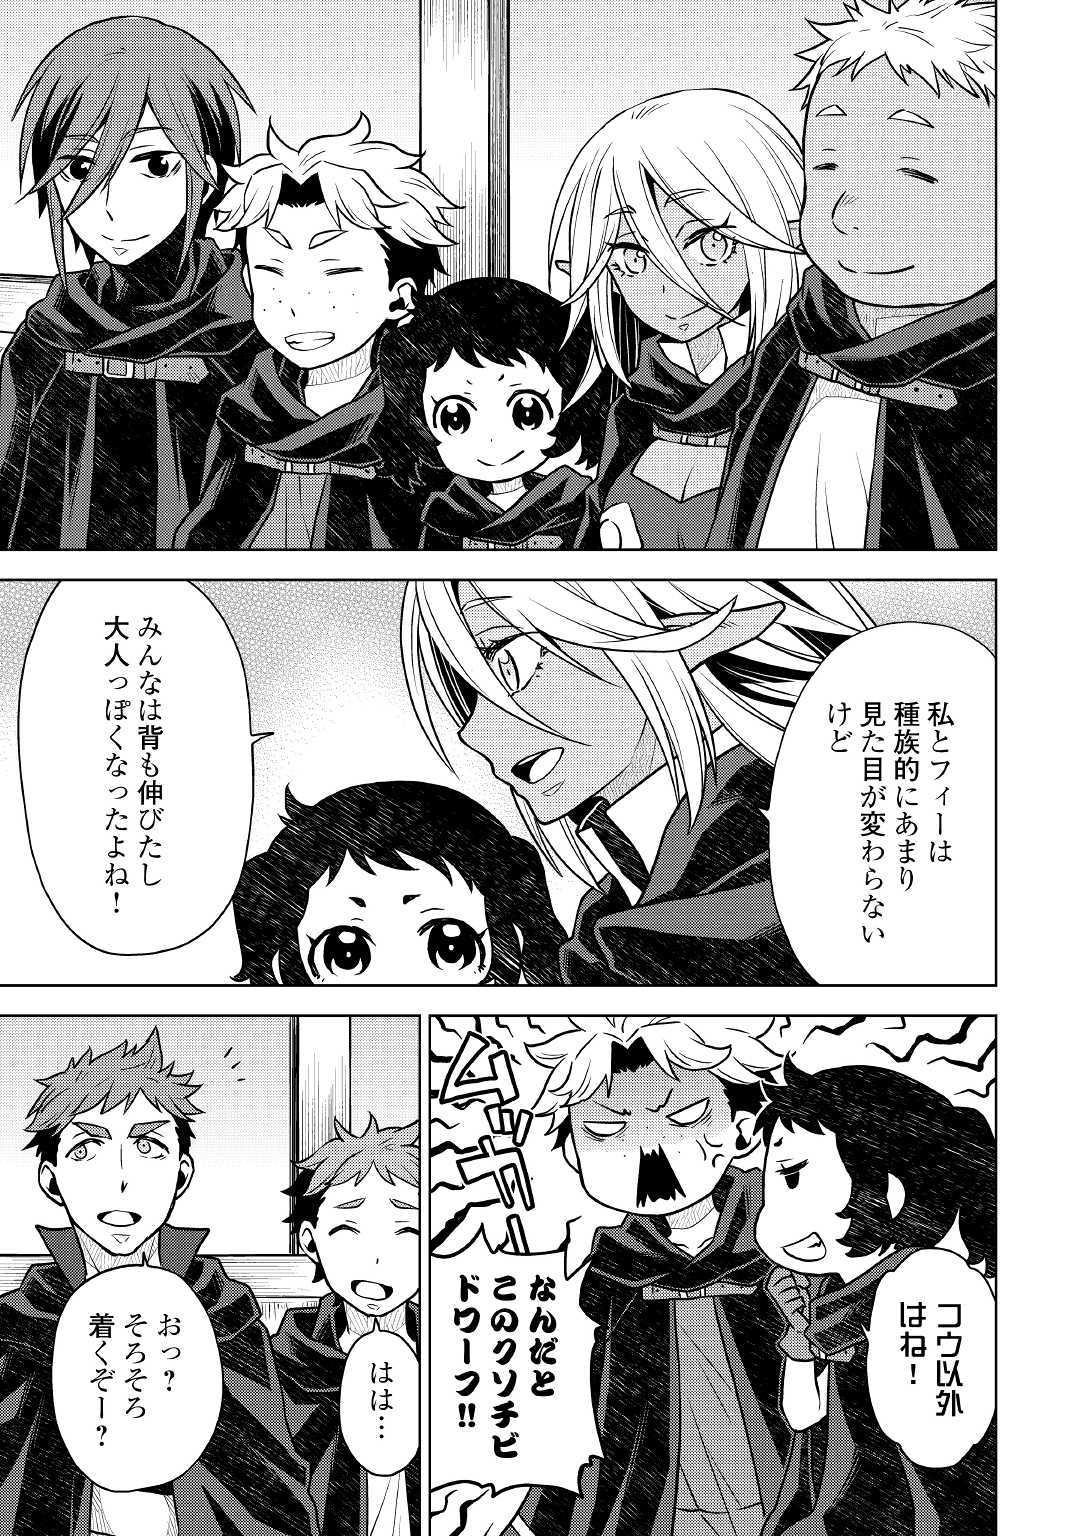 私とフィーは
種族的にあまり
見た目が変わらない
けど
みんなは背も伸びたし
大人っぽくなったよね！
コウ以外
はね！
ムッキー
なんだと
このクソチビ
ドワーフ!!
はは…
おっ？
そろそろ
着くぞー？